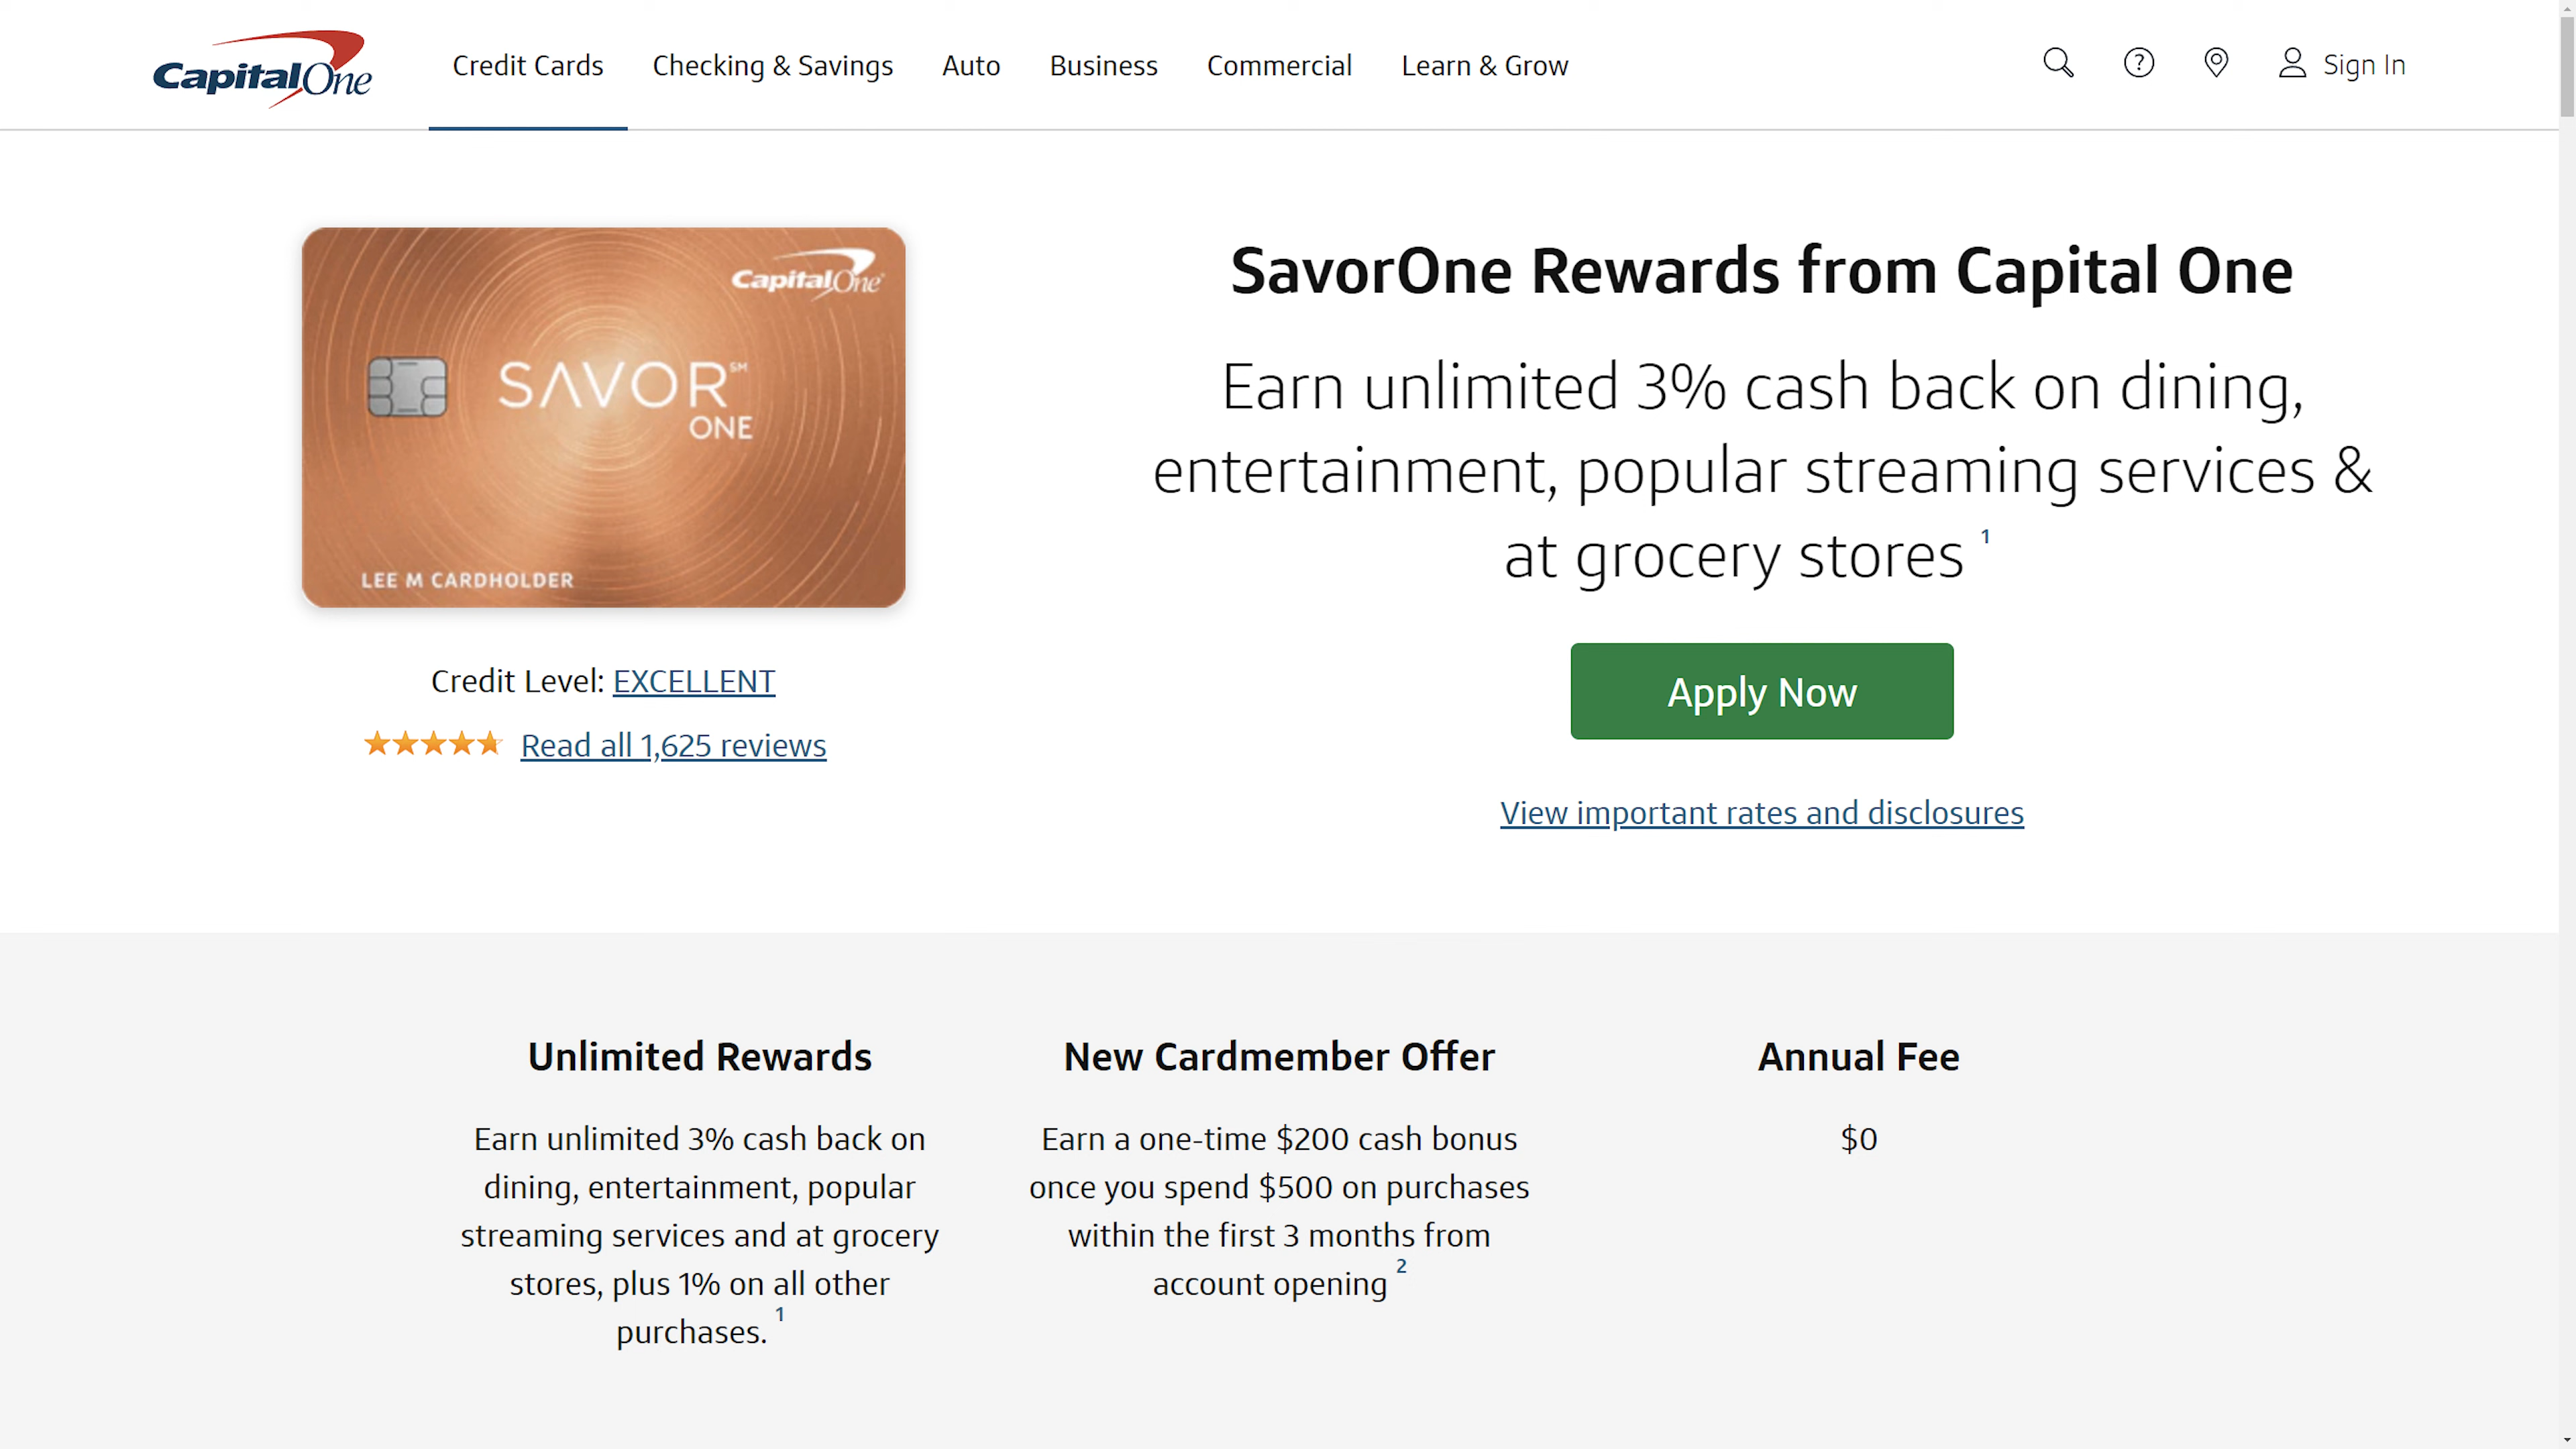 CapitalOne
Credit Cards
Checking & Savings
Auto
Business
Commercial
Learn & Grow
?
Sign In
CapitalOne®
SAVOR℠
ONE
LEE M CARDHOLDER
Credit Level: EXCELLENT
Read all 1,625 reviews
SavorOne Rewards from Capital One
Earn unlimited 3% cash back on dining,
entertainment, popular streaming services &
at grocery stores 1
Apply Now
View important rates and disclosures
Unlimited Rewards
Earn unlimited 3% cash back on
dining, entertainment, popular
streaming services and at grocery
stores, plus 1% on all other
purchases. 1
New Cardmember Offer
Earn a one-time $200 cash bonus
once you spend $500 on purchases
within the first 3 months from
account opening 2
Annual Fee
$0